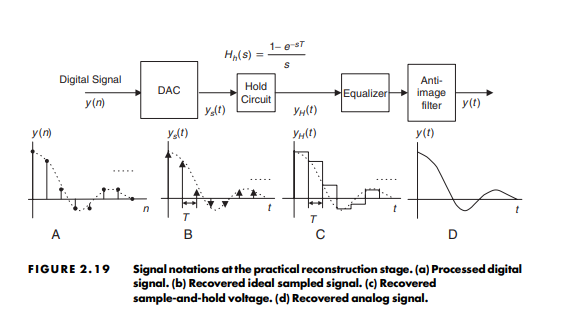 H_h(s) = 1- e^-sT / s
Digital Signal
y(n)
DAC
y_s(t)
Hold
Circuit
y_H(t)
Equalizer
Anti-
image
filter
y(t)
y(n)
y_s(t)
y_H(t)
y(t)
.....
.....
.....
n
T
t
T
t
t
A
B
C
D
FIGURE 2.19 Signal notations at the practical reconstruction stage. (a) Processed digital
signal. (b) Recovered ideal sampled signal. (c) Recovered
sample-and-hold voltage. (d) Recovered analog signal.